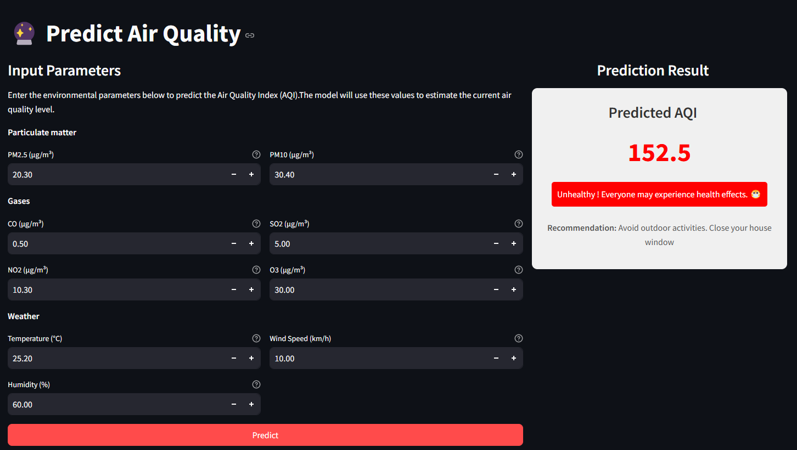 Predict Air Quality
Input Parameters
Enter the environmental parameters below to predict the Air Quality Index (AQI).The model will use these values to estimate the current air
quality level.
Particulate matter
PM2.5 (µg/m³)
PM10 (µg/m³)
20.30
30.40
Gases
CO (µg/m³)
SO2 (µg/m³)
0.50
5.00
NO2 (µg/m³)
O3 (µg/m³)
10.30
30.00
Weather
Temperature (°C)
Wind Speed (km/h)
25.20
10.00
Humidity (%)
60.00
Predict
Prediction Result
Predicted AQI
152.5
Unhealthy ! Everyone may experience health effects. 😷
Recommendation: Avoid outdoor activities. Close your house
window